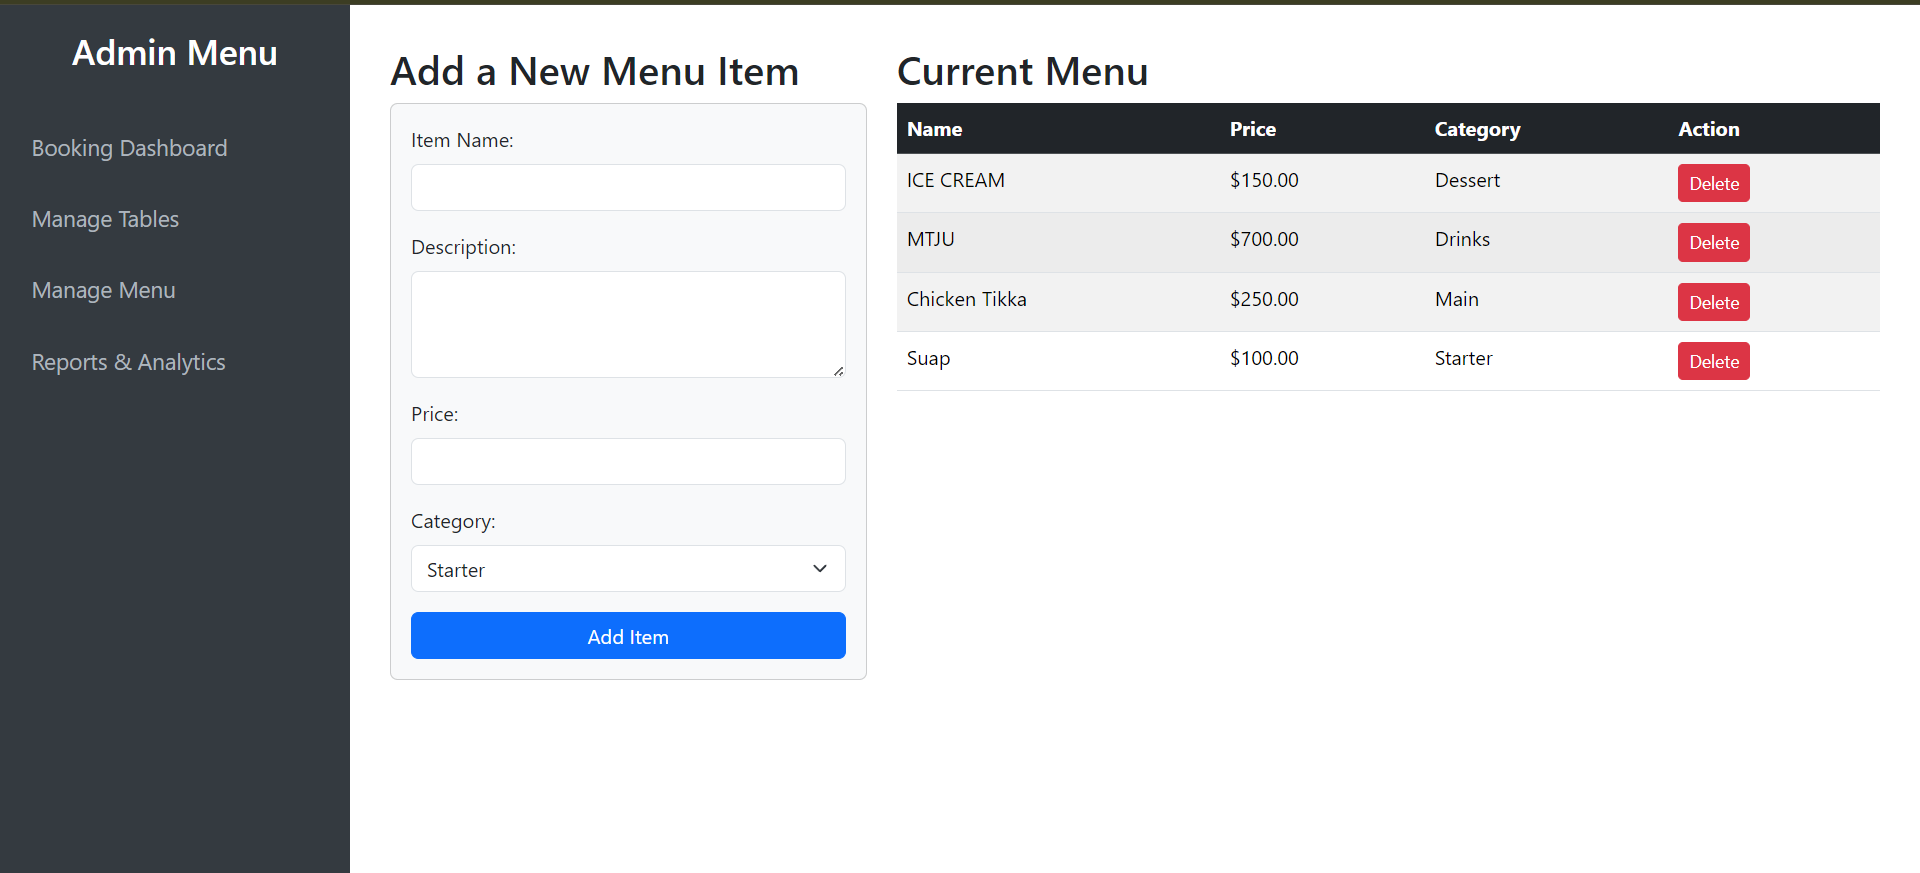 Admin Menu
Booking Dashboard
Manage Tables
Manage Menu
Reports & Analytics
Add a New Menu Item
Item Name:
Description:
Price:
Category:
Starter
Add Item
Current Menu
Name Price Category Action
ICE CREAM $150.00 Dessert Delete
MTJU $700.00 Drinks Delete
Chicken Tikka $250.00 Main Delete
Suap $100.00 Starter Delete